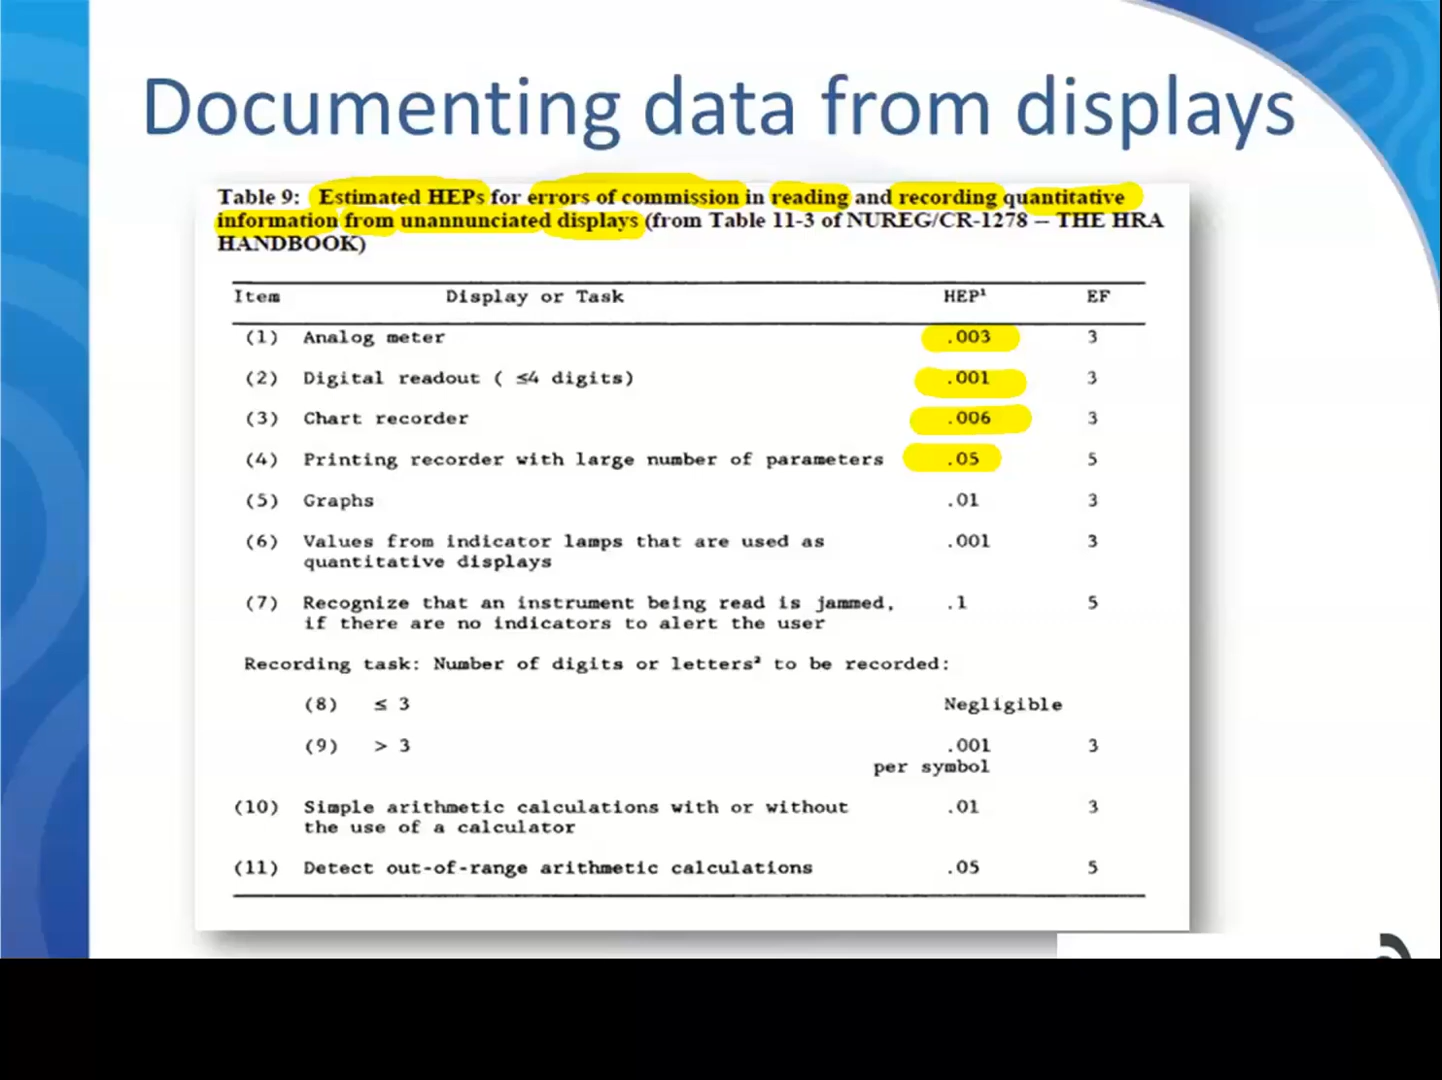 Documenting data from displays
Table 9: Estimated HEPs for errors of commission in reading and recording quantitative
information from unannunciated displays (from Table 11-3 of NUREG/CR-1278 – THE HRA
HANDBOOK)
Item Display or Task HEP¹ EF
(1) Analog meter .003 3
(2) Digital readout ( ≤4 digits) .001 3
(3) Chart recorder .006 3
(4) Printing recorder with large number of parameters .05 5
(5) Graphs .01 3
(6) Values from indicator lamps that are used as .001 3
quantitative displays
(7) Recognize that an instrument being read is jammed, .1 5
if there are no indicators to alert the user
Recording task: Number of digits or letters² to be recorded:
(8) ≤ 3 Negligible
(9) > 3 .001 3
per symbol
(10) Simple arithmetic calculations with or without .01 3
the use of a calculator
(11) Detect out-of-range arithmetic calculations .05 5